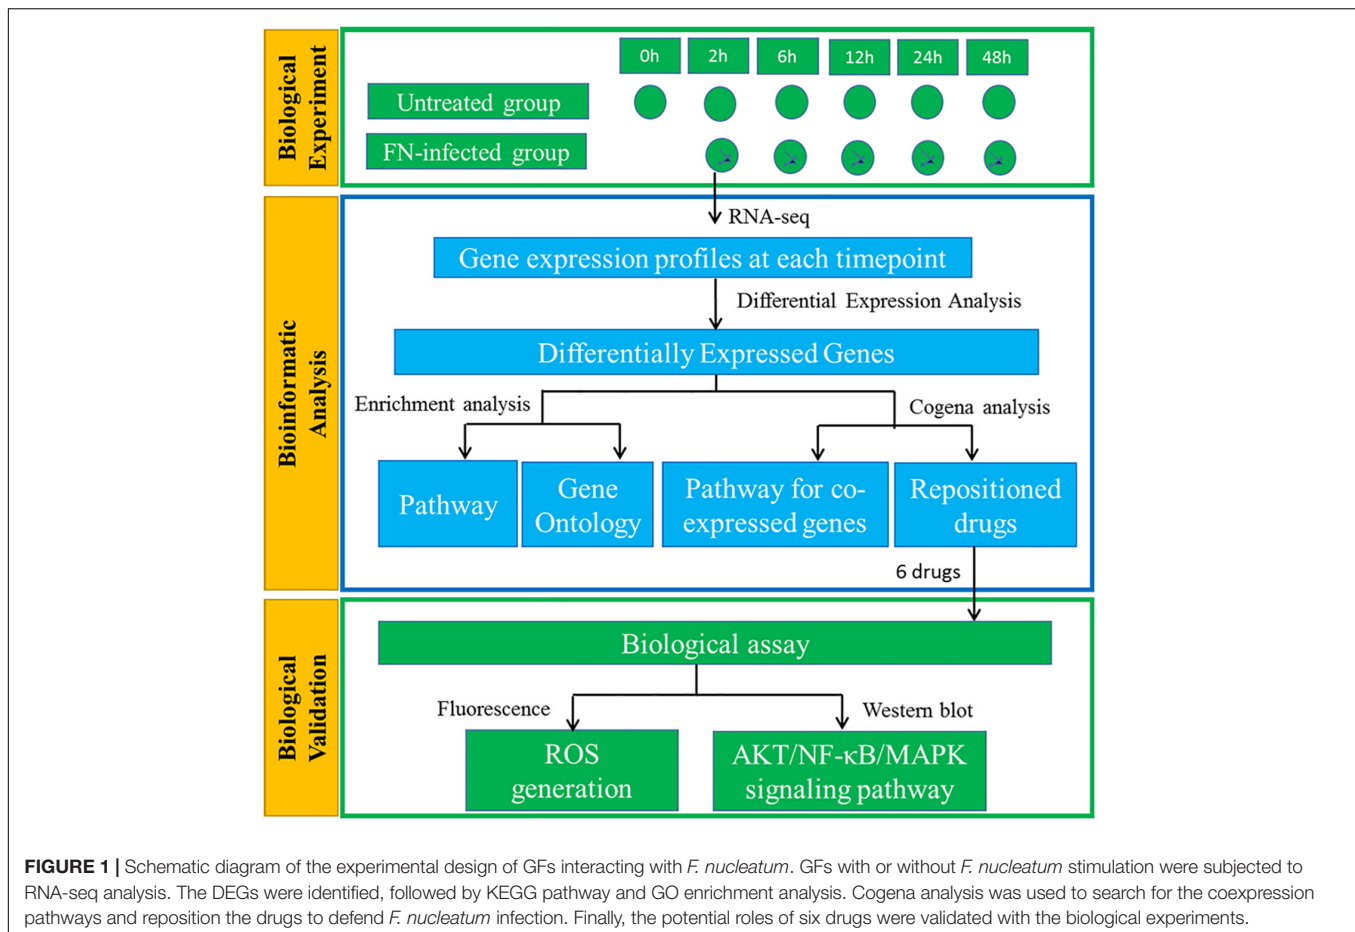 Biological
Experiment
0h 2h 6h 12h 24h 48h
Untreated group
FN-infected group
Bioinformatic
Analysis
RNA-seq
Gene expression profiles at each timepoint
Differential Expression Analysis
Differentially Expressed Genes
Enrichment analysis
Cogena analysis
Pathway
Gene
Ontology
Pathway for co-
expressed genes
Repositioned
drugs
6 drugs
Biological
Validation
Biological assay
Fluorescence
Western blot
ROS
generation
AKT/NF-κB/MAPK
signaling pathway
FIGURE 1 | Schematic diagram of the experimental design of GFs interacting with F. nucleatum. GFs with or without F. nucleatum stimulation were subjected to
RNA-seq analysis. The DEGs were identified, followed by KEGG pathway and GO enrichment analysis. Cogena analysis was used to search for the coexpression
pathways and reposition the drugs to defend F. nucleatum infection. Finally, the potential roles of six drugs were validated with the biological experiments.